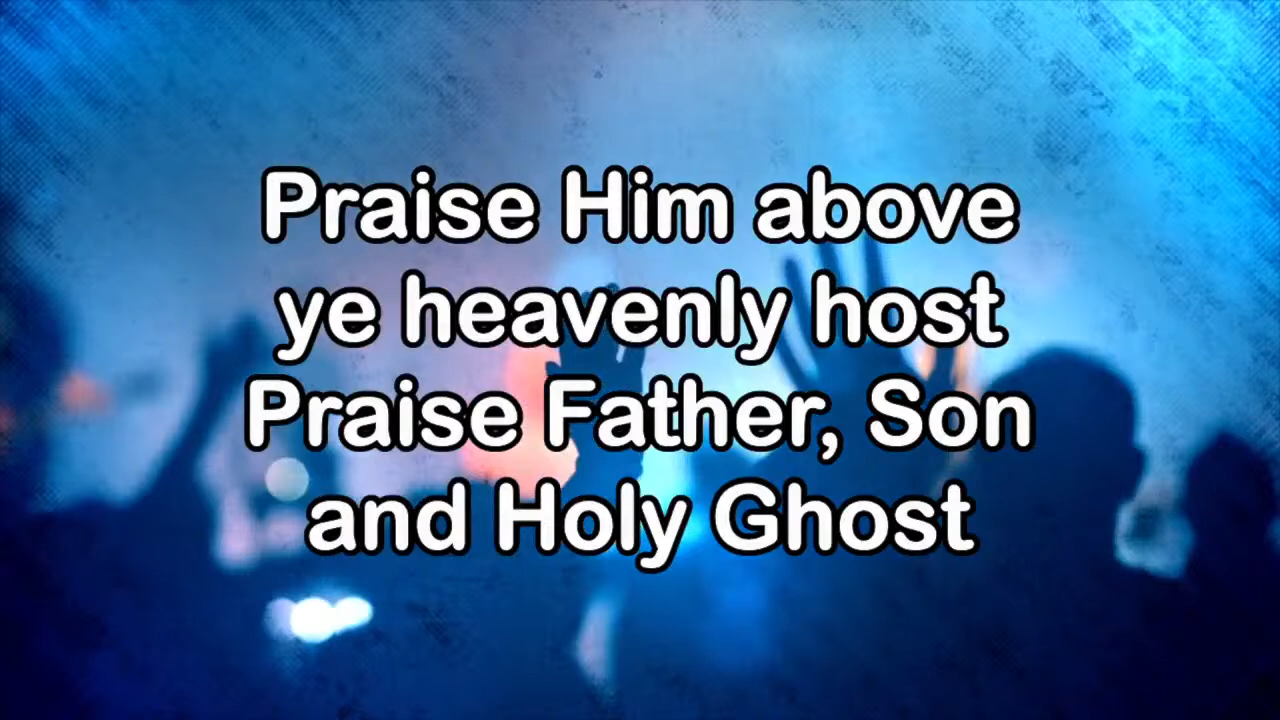 Praise Him above
ye heavenly host
Praise Father, Son
and Holy Ghost